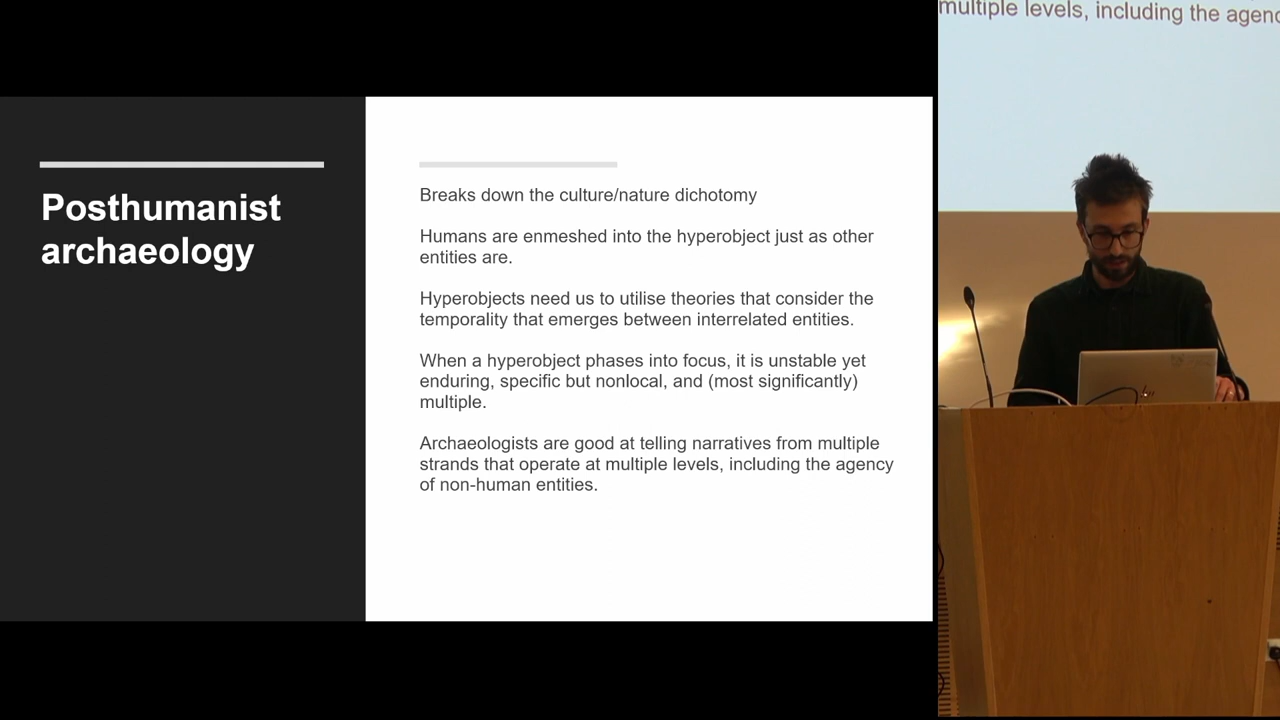 multiple levels, including the agenc
Posthumanist
archaeology
Breaks down the culture/nature dichotomy
Humans are enmeshed into the hyperobject just as other
entities are.
Hyperobjects need us to utilise theories that consider the
temporality that emerges between interrelated entities.
When a hyperobject phases into focus, it is unstable yet
enduring, specific but nonlocal, and (most significantly)
multiple.
Archaeologists are good at telling narratives from multiple
strands that operate at multiple levels, including the agency
of non-human entities.